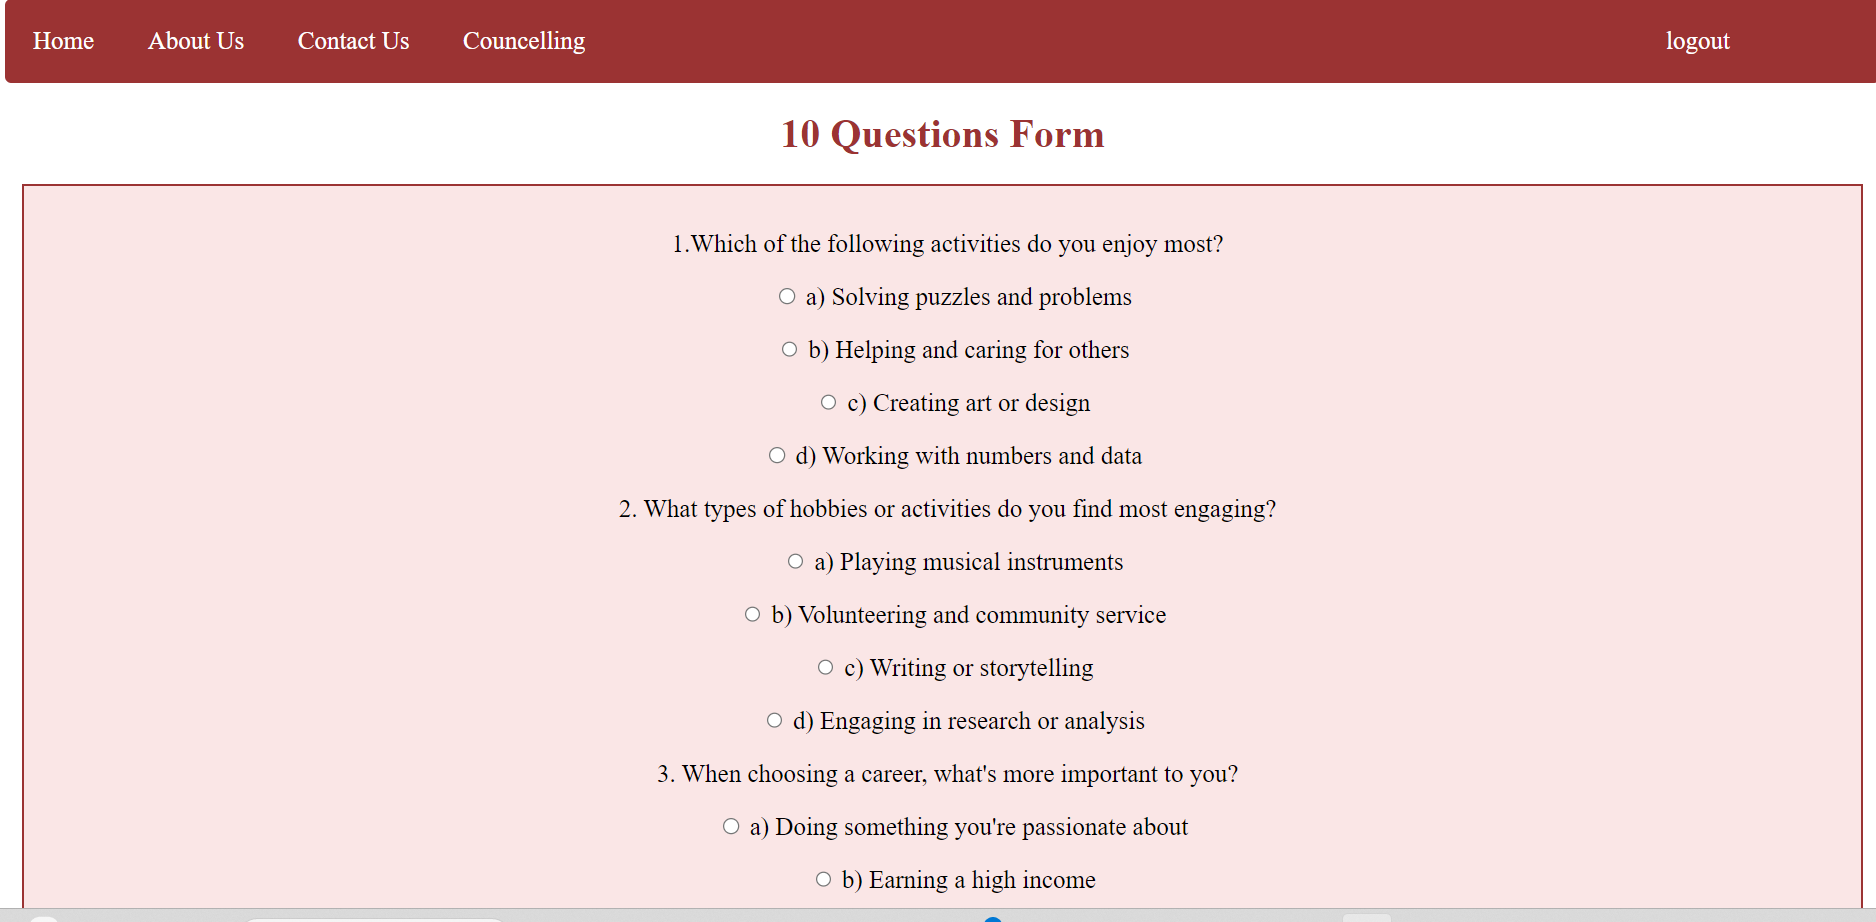 Home About Us Contact Us Councelling logout
10 Questions Form
1.Which of the following activities do you enjoy most?
a) Solving puzzles and problems
b) Helping and caring for others
c) Creating art or design
d) Working with numbers and data
2. What types of hobbies or activities do you find most engaging?
a) Playing musical instruments
b) Volunteering and community service
c) Writing or storytelling
d) Engaging in research or analysis
3. When choosing a career, what's more important to you?
a) Doing something you're passionate about
b) Earning a high income